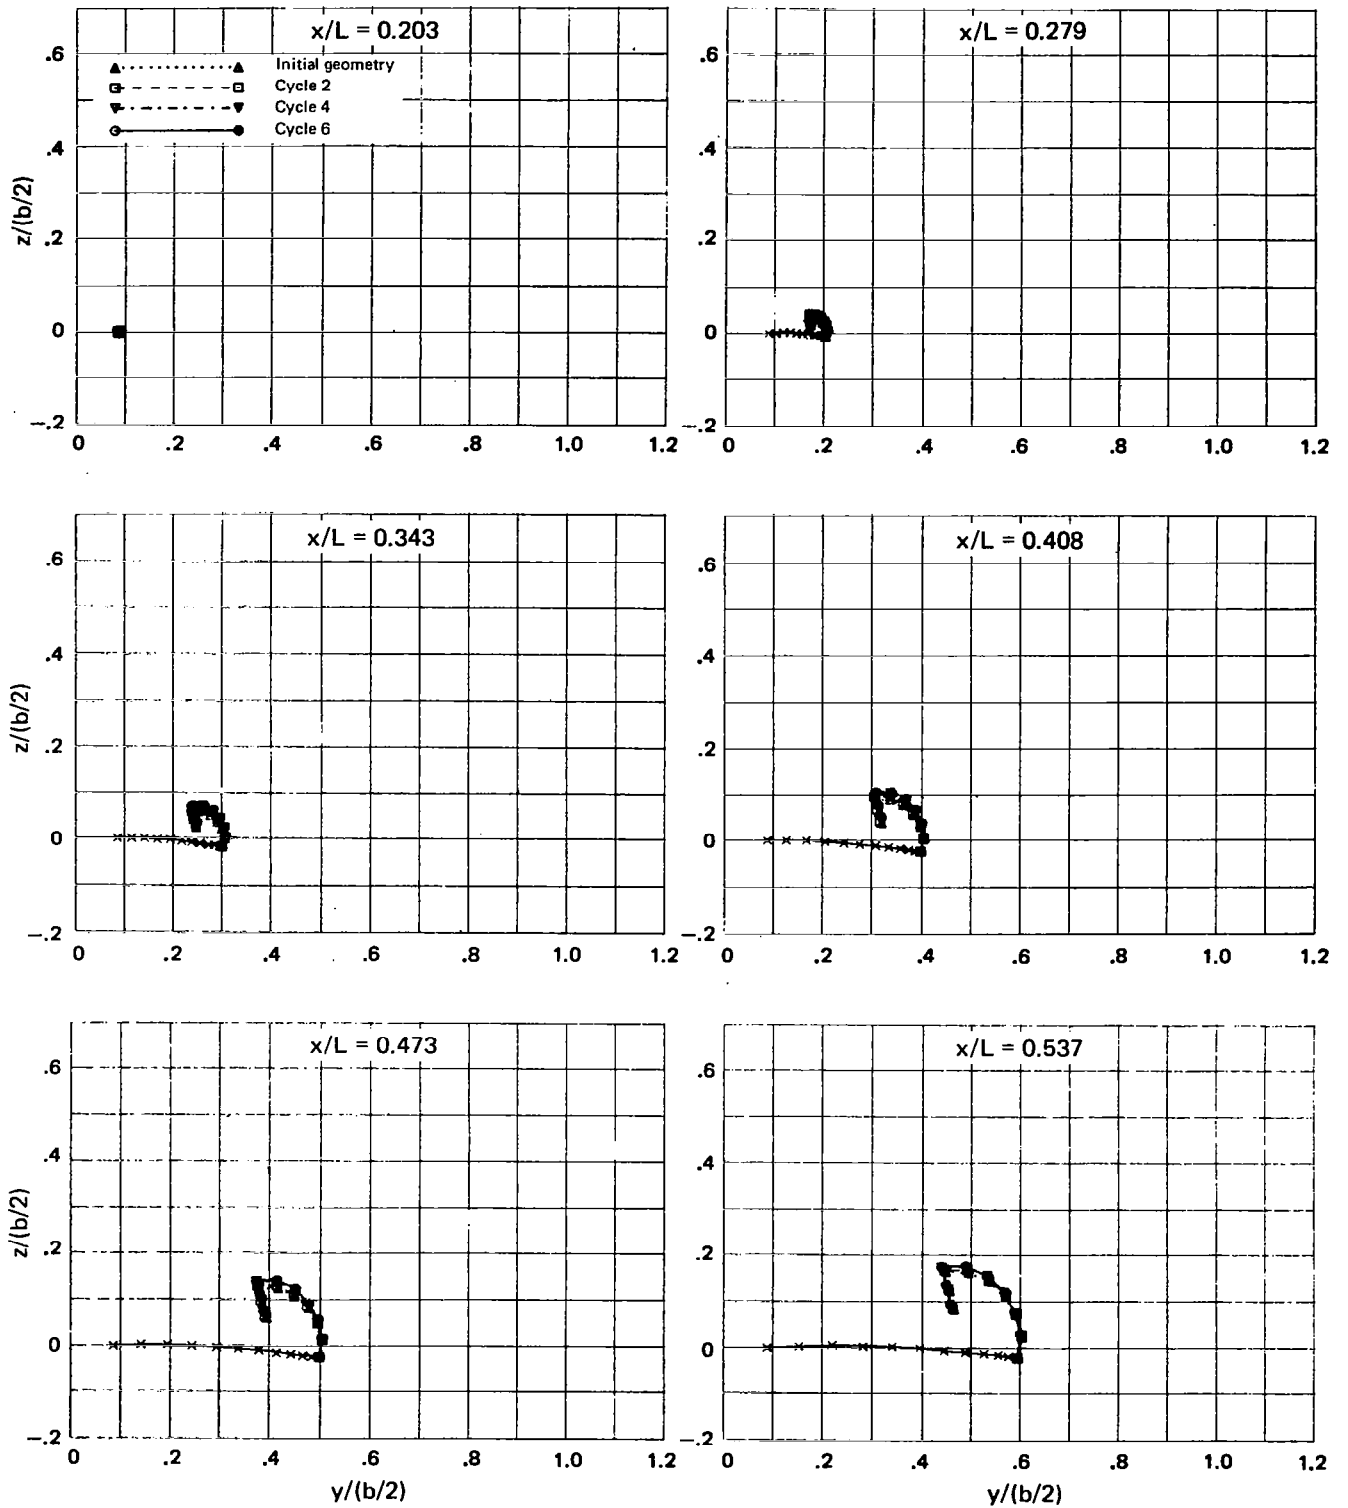 x/L = 0.203
.6
Initial geometry
Cycle 2
Cycle 4
Cycle 6
.4
.2
0
-.2
z/(b/2)
0 .2 .4 .6 .8 1.0 1.2
x/L = 0.279
.6
.4
.2
0
-.2
0 .2 .4 .6 .8 1.0 1.2
x/L = 0.343
.6
.4
.2
0
-.2
z/(b/2)
0 .2 .4 .6 .8 1.0 1.2
x/L = 0.408
.6
.4
.2
0
-.2
0 .2 .4 .6 .8 1.0 1.2
x/L = 0.473
.6
.4
.2
0
-.2
z/(b/2)
0 .2 .4 .6 .8 1.0 1.2
y/(b/2)
x/L = 0.537
.6
.4
.2
0
-.2
0 .2 .4 .6 .8 1.0 1.2
y/(b/2)